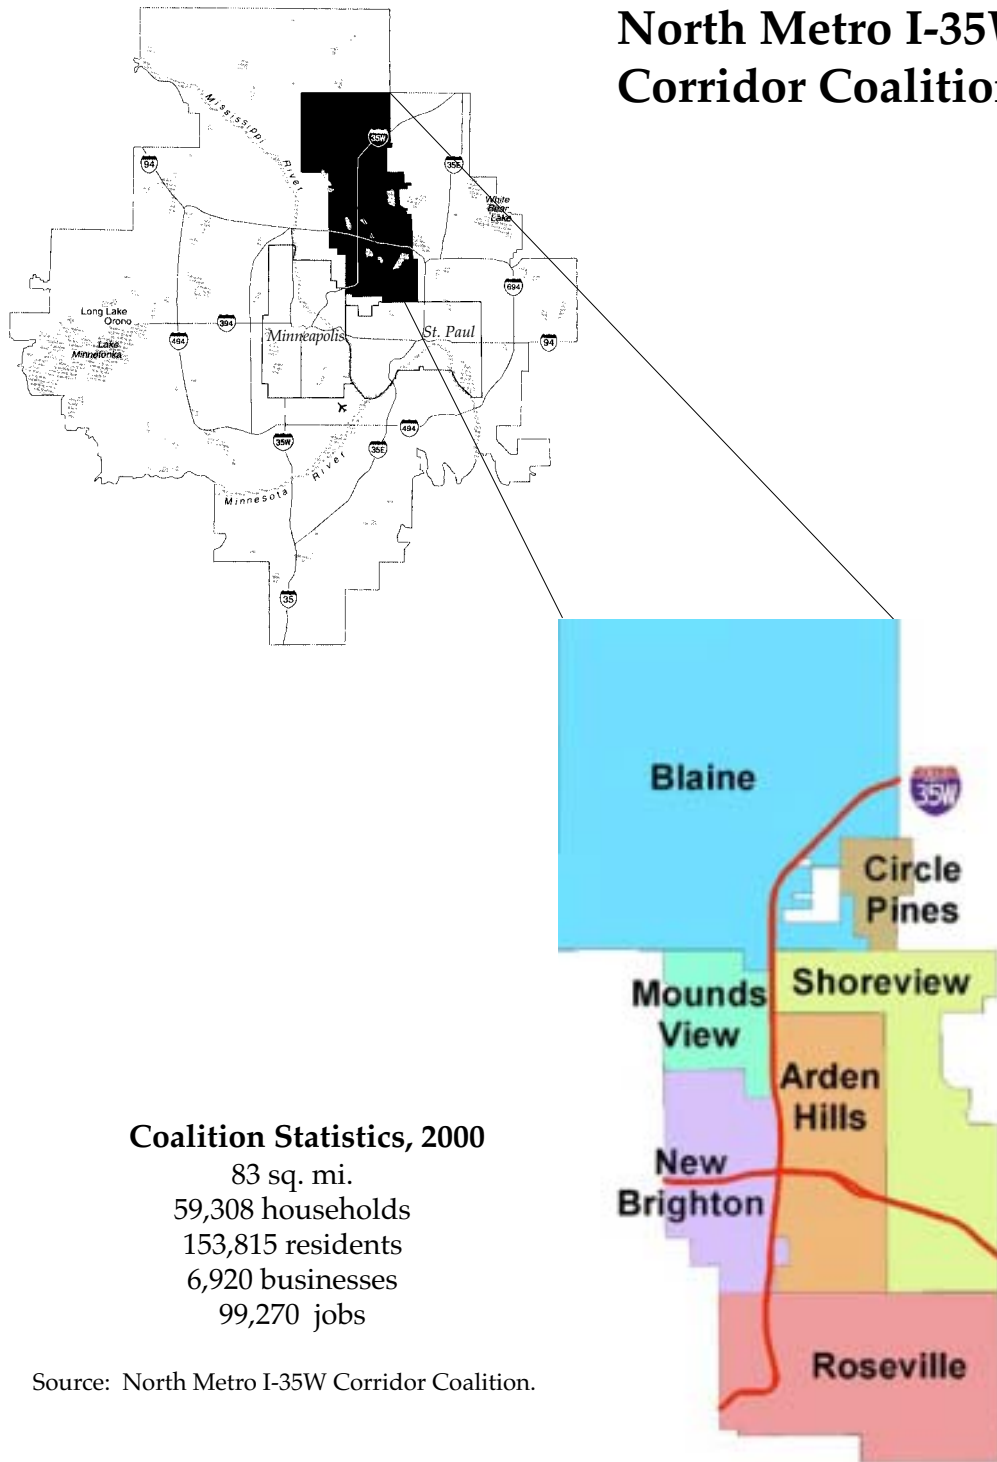 North Metro I-35W
Corridor Coalition
Mississippi
River
35W
94
35E
White
Bear
Lake
694
Long Lake
Orono
394
Minneapolis
St. Paul
494
94
Lake
Minnetonka
494
35W
35E
Minnesota
River
35
Blaine
35W
Circle
Pines
Shoreview
Mounds
View
Arden
Hills
New
Brighton
Roseville
Coalition Statistics, 2000
83 sq. mi.
59,308 households
153,815 residents
6,920 businesses
99,270 jobs
Source: North Metro I-35W Corridor Coalition.